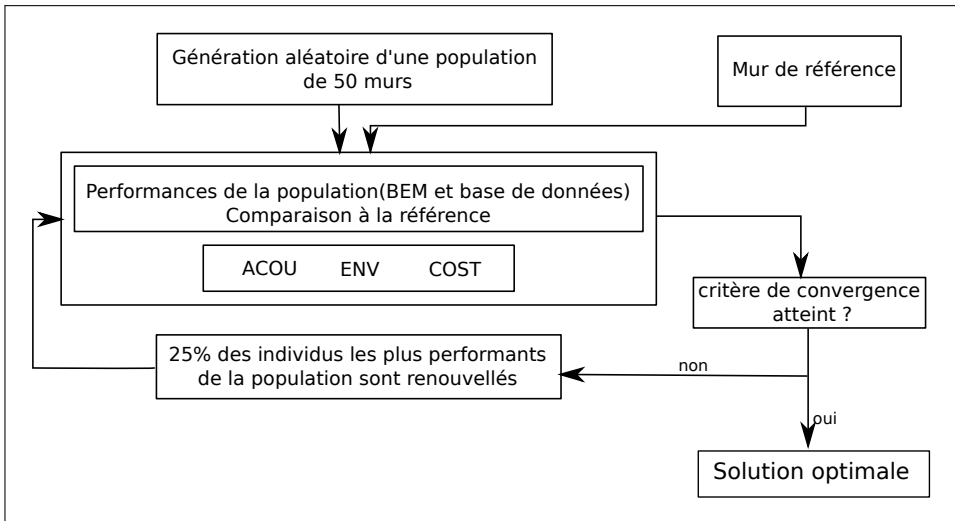 Génération aléatoire d'une population
de 50 murs
Mur de référence
Performances de la population(BEM et base de données)
Comparaison à la référence
ACOU ENV COST
critère de convergence
atteint ?
25% des individus les plus performants
de la population sont renouvellés
non
oui
Solution optimale